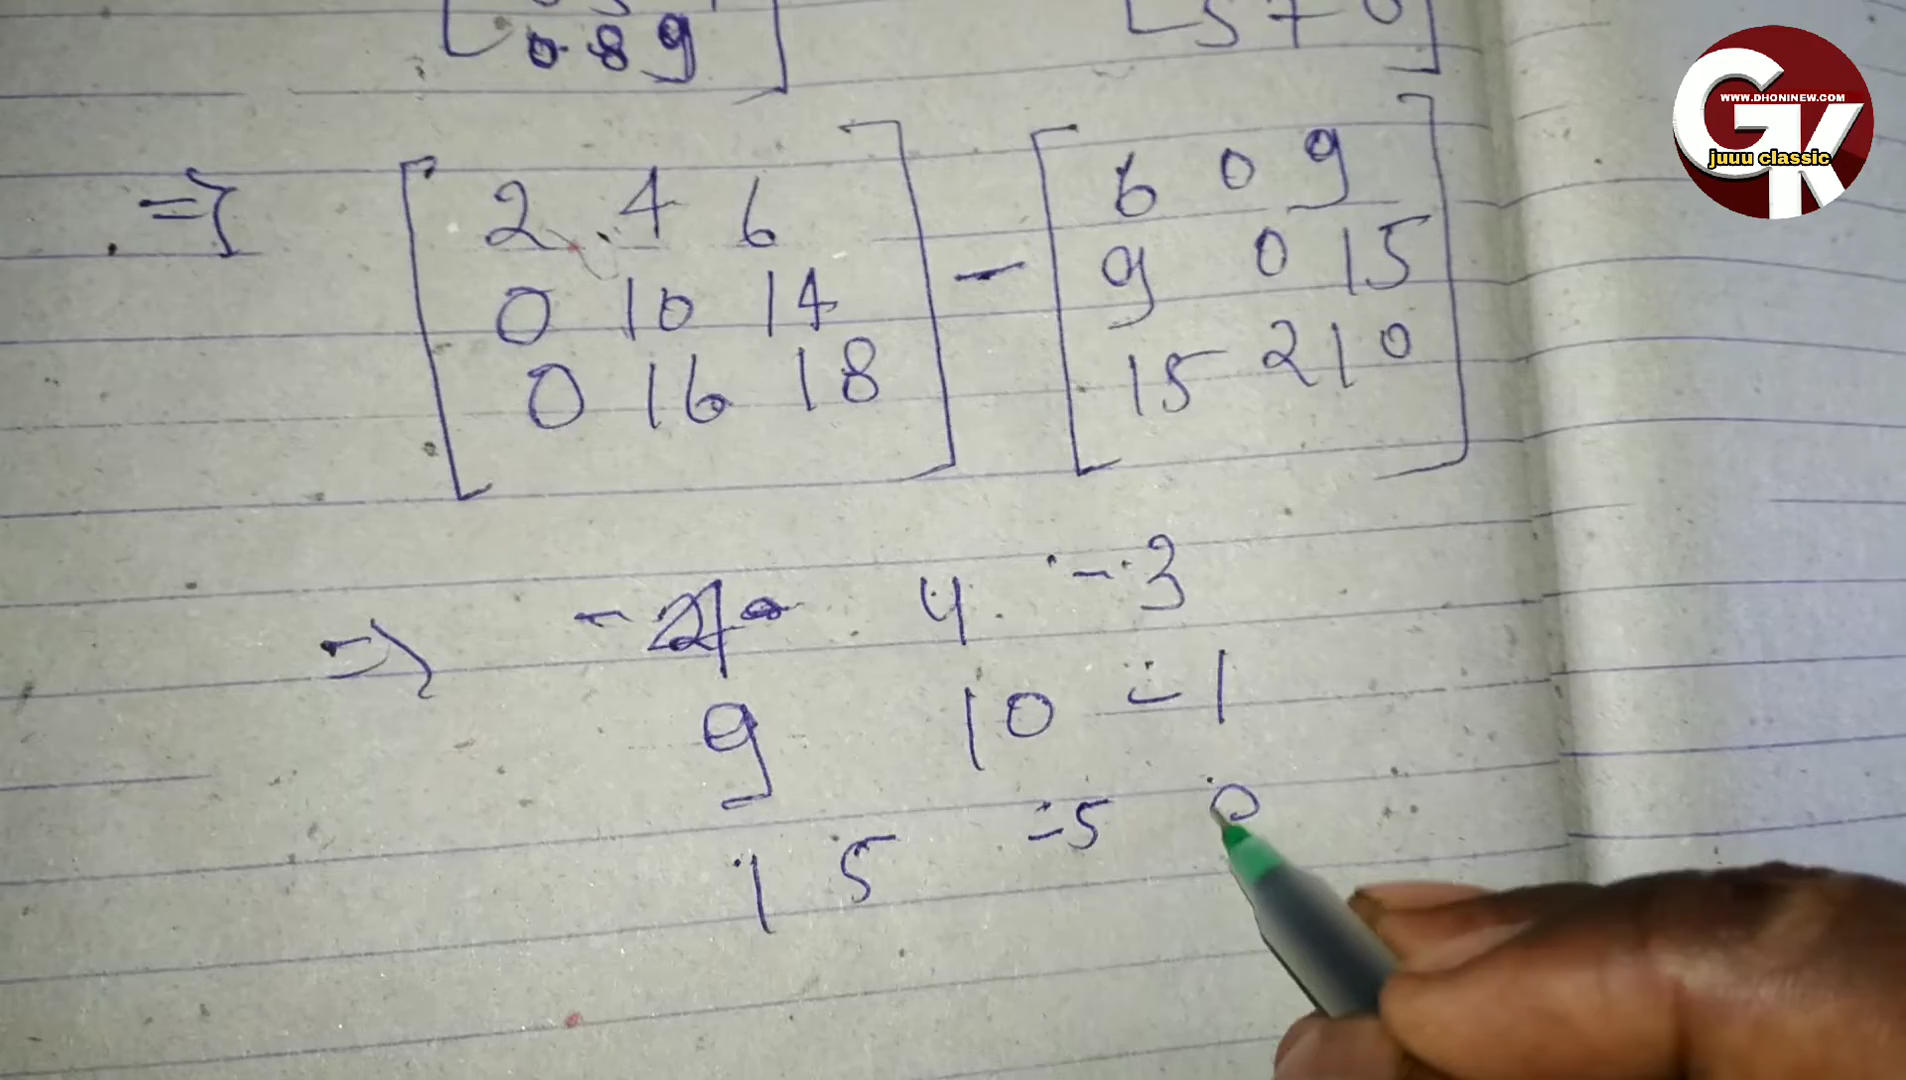 0 8 9
5 7 0
WWW.DHONINEW.COM
GK
juuu classic
=> [ 2 4 6 ] - [ 6 0 9 ]
0 10 14 9 0 15
0 16 18 15 21 0
=> -4 4 -3
9 10 -1
15 -5 0